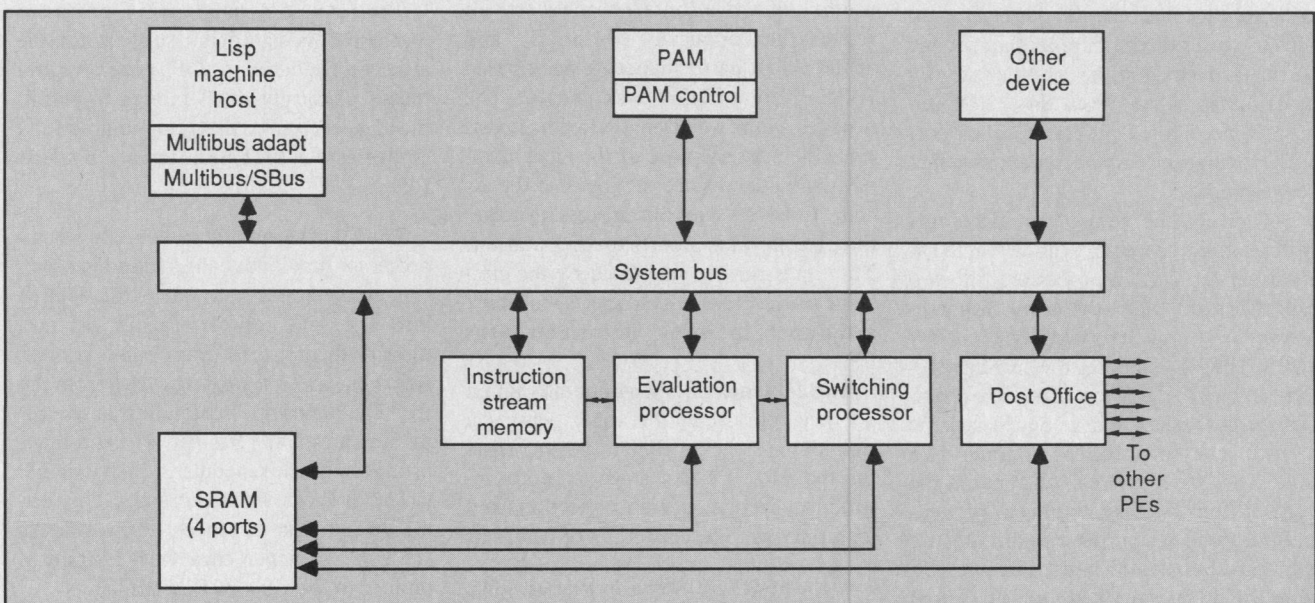 Lisp
machine
host
Multibus adapt
Multibus/SBus
PAM
PAM control
Other
device
System bus
Instruction
stream
memory
Evaluation
processor
Switching
processor
Post Office
To
other
PEs
SRAM
(4 ports)